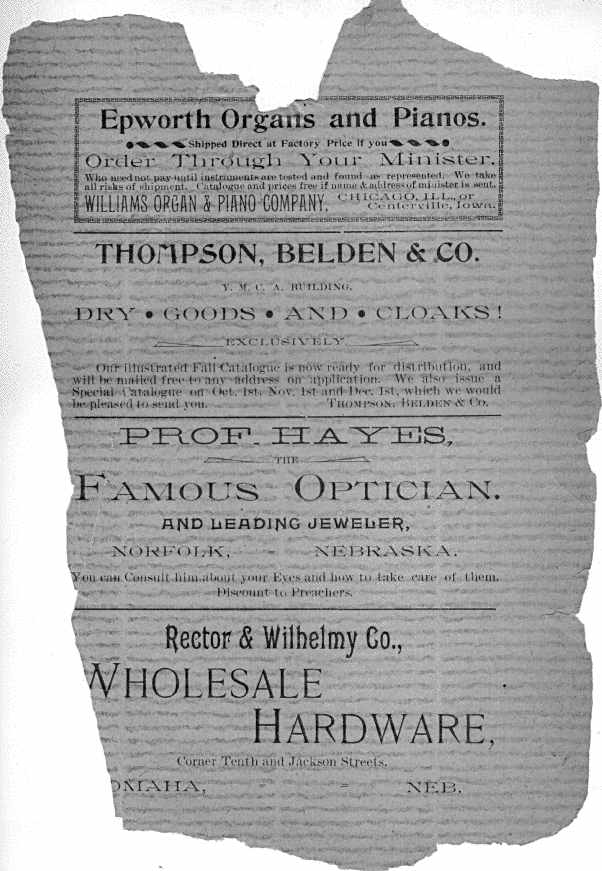 Epworth Organs and Pianos.
Shipped Direct at Factory Price if you
Order Through Your Minister.
Who need not pay until instruments are tested and found as represented. We take
all risks of shipment. Catalogue and prices free if name & address of minister is sent.
WILLIAMS ORGAN & PIANO COMPANY, CHICAGO, ILL., or
Centerville, Iowa.
THOMPSON, BELDEN & CO.
Y. M. C. A. BUILDING.
DRY • GOODS • AND • CLOAKS!
EXCLUSIVELY.
Our illustrated Fall Catalogue is now ready for distribution, and
will be mailed free to any address on application. We also issue a
Special Catalogue on Oct. 1st, Nov. 1st and Dec. 1st, which we would
be pleased to send you. THOMPSON, BELDEN & CO.
PROF. HAYES,
THE
FAMOUS OPTICIAN.
AND LEADING JEWELER,
NORFOLK, - NEBRASKA.
You can Consult him about your Eyes and how to take care of them.
Discount to Preachers.
Rector & Wilhelmy Co.,
WHOLESALE
HARDWARE,
Corner Tenth and Jackson Streets.
OMAHA, = NEB.